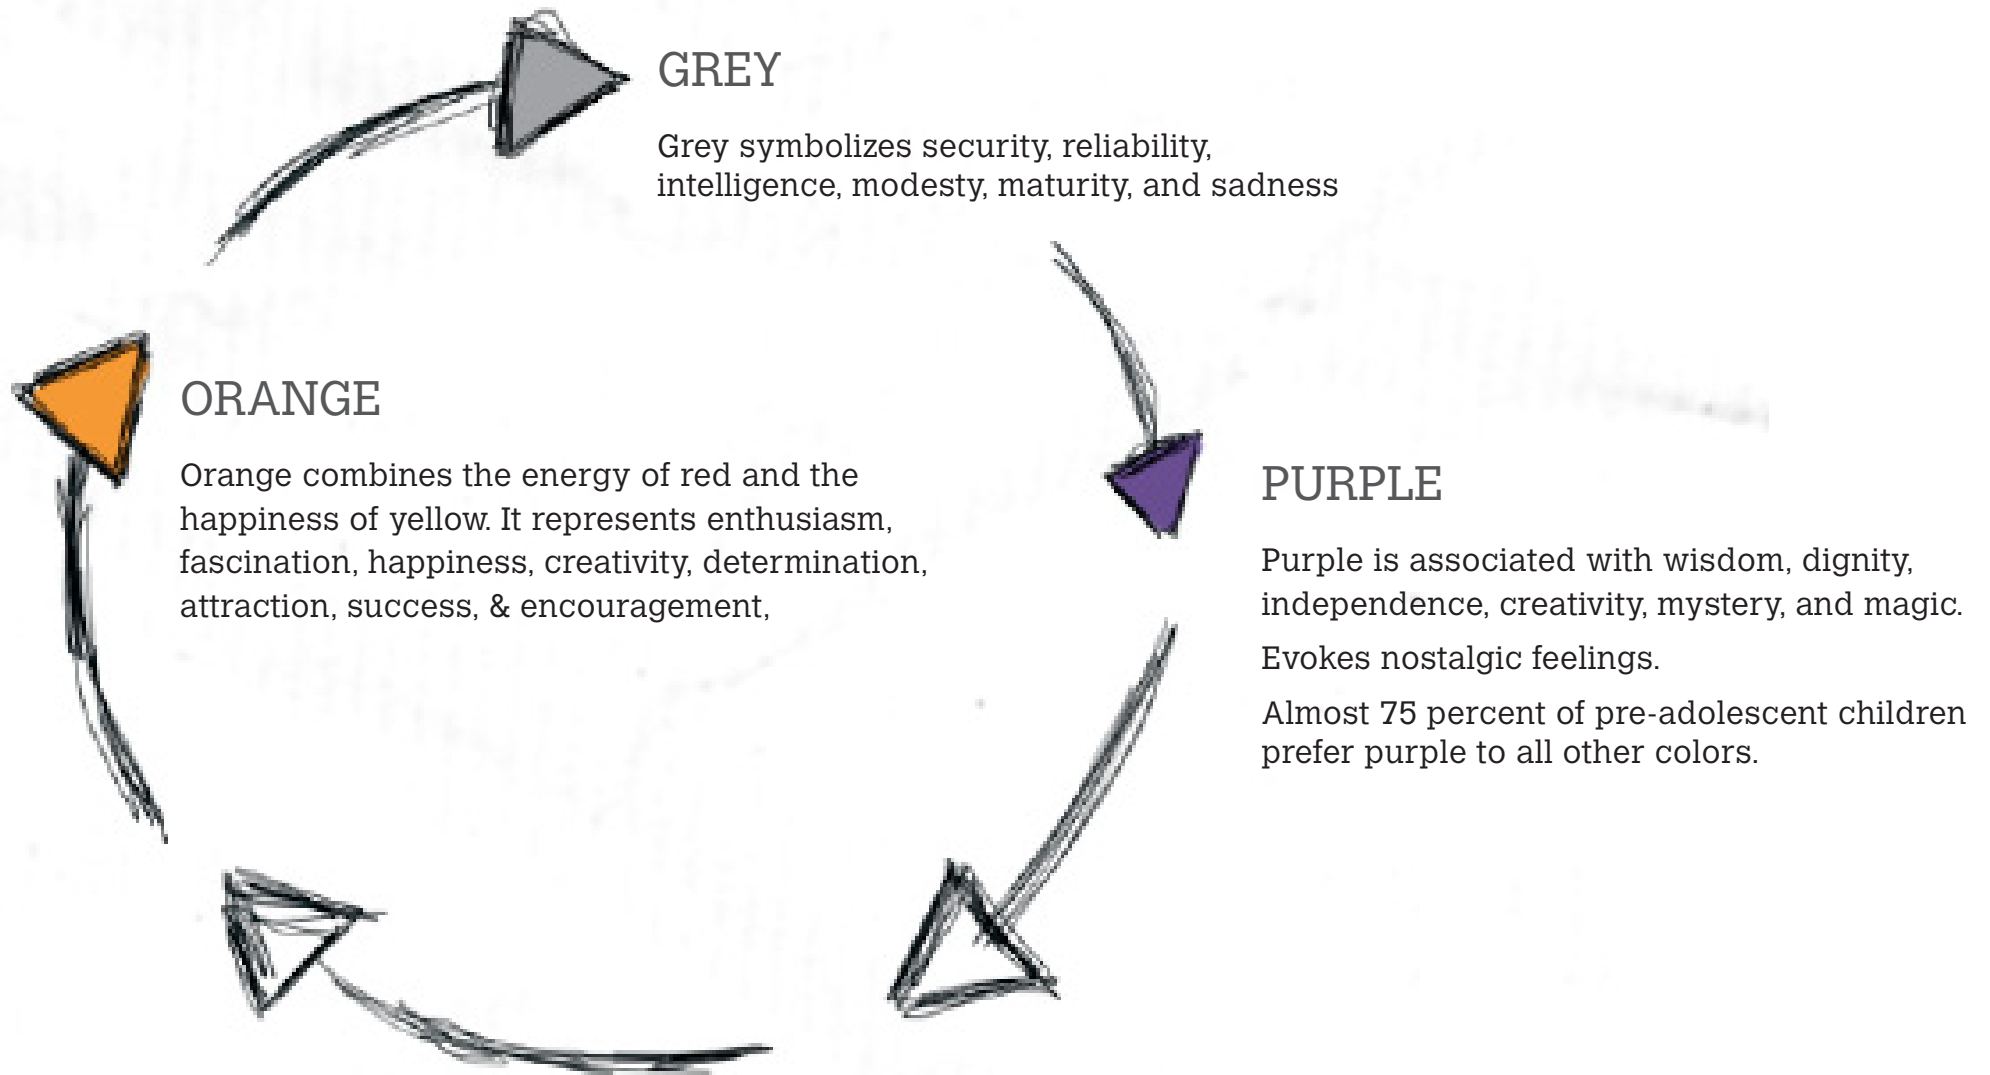 GREY
Grey symbolizes security, reliability,
intelligence, modesty, maturity, and sadness
ORANGE
Orange combines the energy of red and the
happiness of yellow. It represents enthusiasm,
fascination, happiness, creativity, determination,
attraction, success, & encouragement,
PURPLE
Purple is associated with wisdom, dignity,
independence, creativity, mystery, and magic.
Evokes nostalgic feelings.
Almost 75 percent of pre-adolescent children
prefer purple to all other colors.